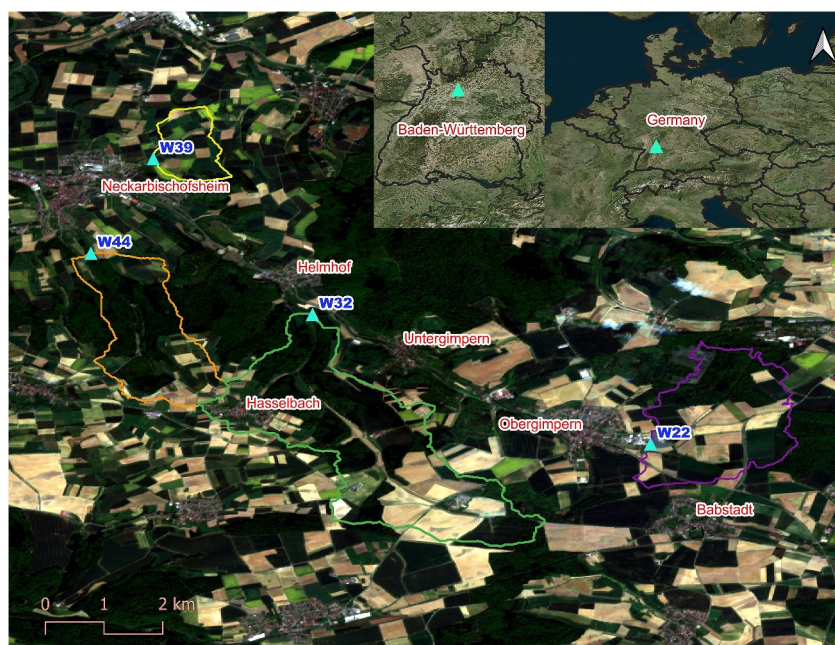 Baden-Württemberg
Germany
W39
Neckarbischofsheim
W44
Helmhof
W32
Untergimpern
Hasselbach
Obergimpern
W22
Babstadt
0 1 2 km